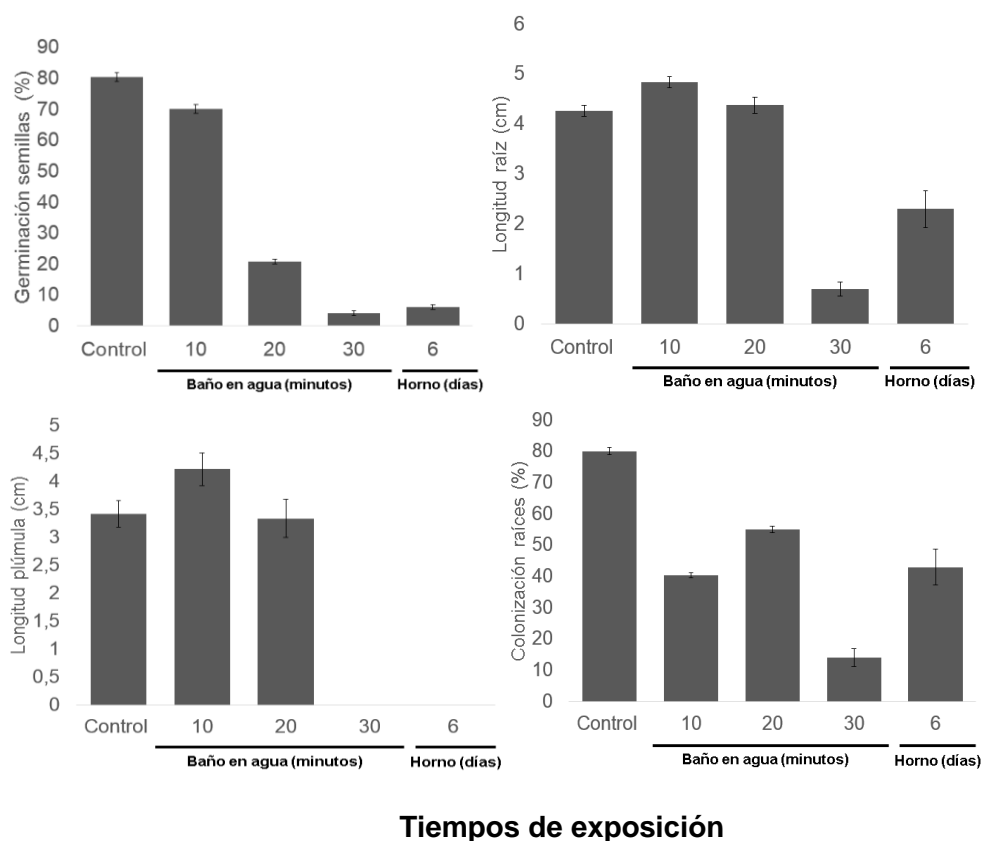 Germinación semillas (%)
90
80
70
60
50
40
30
20
10
0
Control 10 20 30 6
Baño en agua (minutos) Horno (días)
Longitud raíz (cm)
6
5
4
3
2
1
0
Control 10 20 30 6
Baño en agua (minutos) Horno (días)
Longitud plúmula (cm)
5
4,5
4
3,5
3
2,5
2
1,5
1
0,5
0
Control 10 20 30 6
Baño en agua (minutos) Horno (días)
Colonización raíces (%)
90
80
70
60
50
40
30
20
10
0
Control 10 20 30 6
Baño en agua (minutos) Horno (días)
Tiempos de exposición